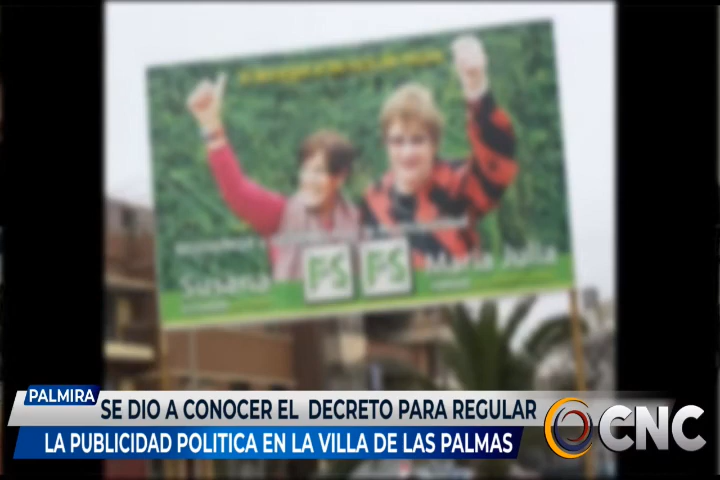 Susana
PS PS
María Julia
PALMIRA
SE DIO A CONOCER EL DECRETO PARA REGULAR
LA PUBLICIDAD POLITICA EN LA VILLA DE LAS PALMAS
CNC